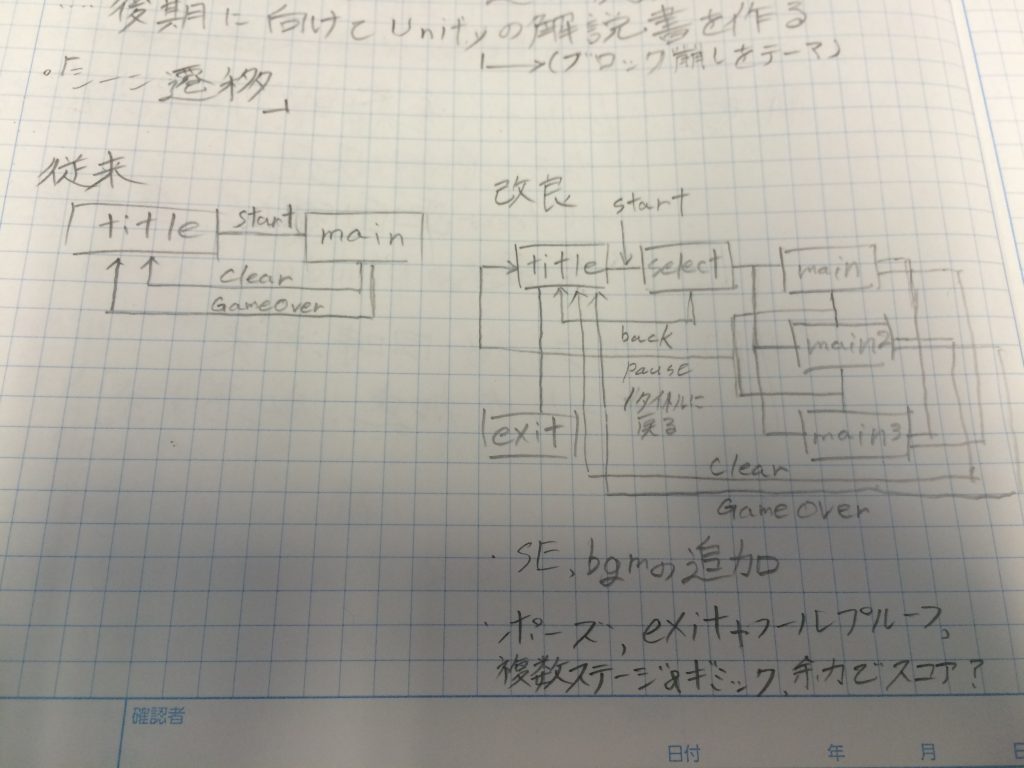 後期に向けてUnityの解説書を作る
→(ブロック崩しをテーマ)
シーン遷移
従来
title
start
main
clear
GameOver
改良
start
title
select
main
back
main2
pause
タイトルに
戻る
exit
main3
Clear
GameOver
・SE、bgmの追加
・ポーズ、exit+フールプルーフ、
複数ステージ&ギミック、余力でスコア?
確認者
日付 年 月 日